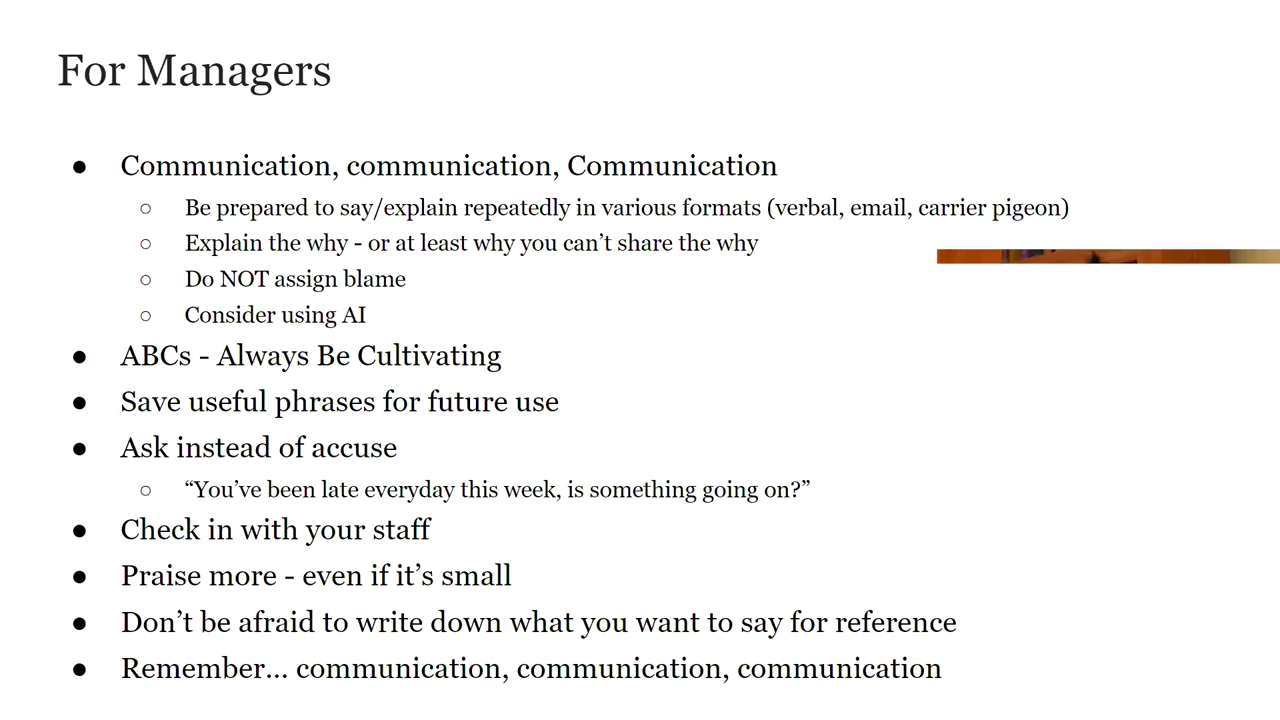 For Managers
● Communication, communication, Communication
○ Be prepared to say/explain repeatedly in various formats (verbal, email, carrier pigeon)
○ Explain the why - or at least why you can’t share the why
○ Do NOT assign blame
○ Consider using AI
● ABCs - Always Be Cultivating
● Save useful phrases for future use
● Ask instead of accuse
○ “You’ve been late everyday this week, is something going on?”
● Check in with your staff
● Praise more - even if it’s small
● Don’t be afraid to write down what you want to say for reference
● Remember... communication, communication, communication